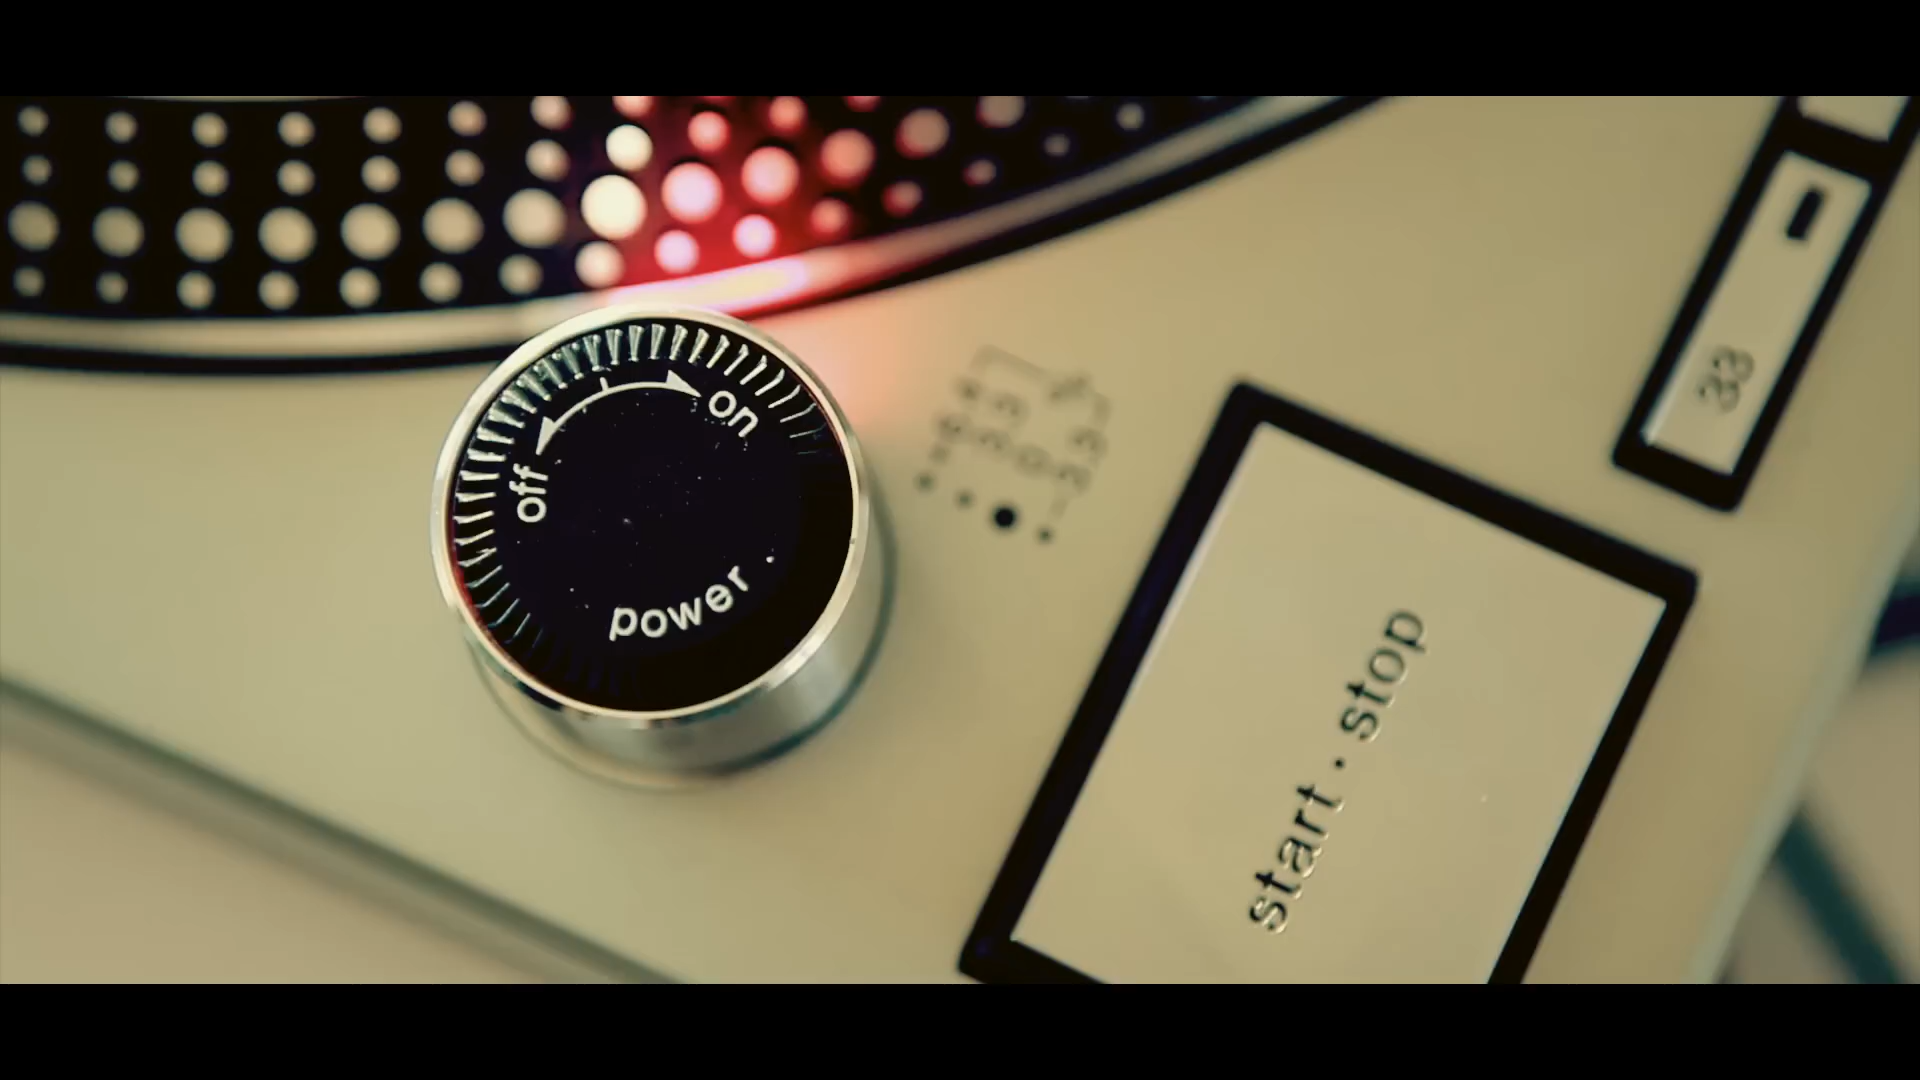 on
off
power .
start . stop
33